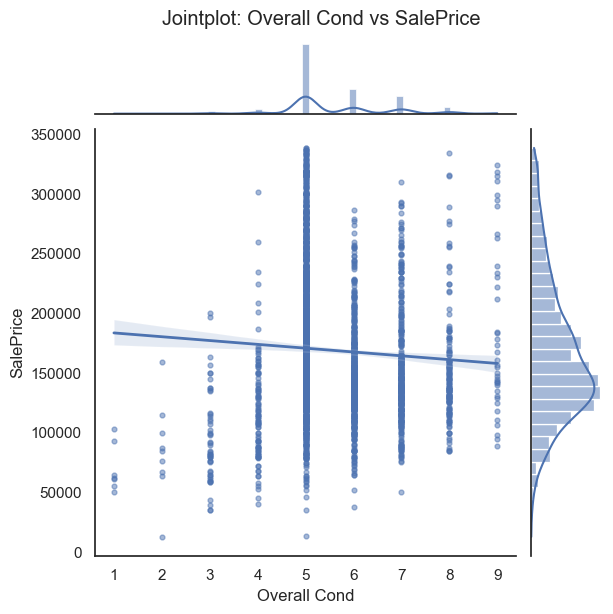 Jointplot: Overall Cond vs SalePrice
350000
300000
250000
200000
150000
100000
50000
0
SalePrice
1 2 3 4 5 6 7 8 9
Overall Cond